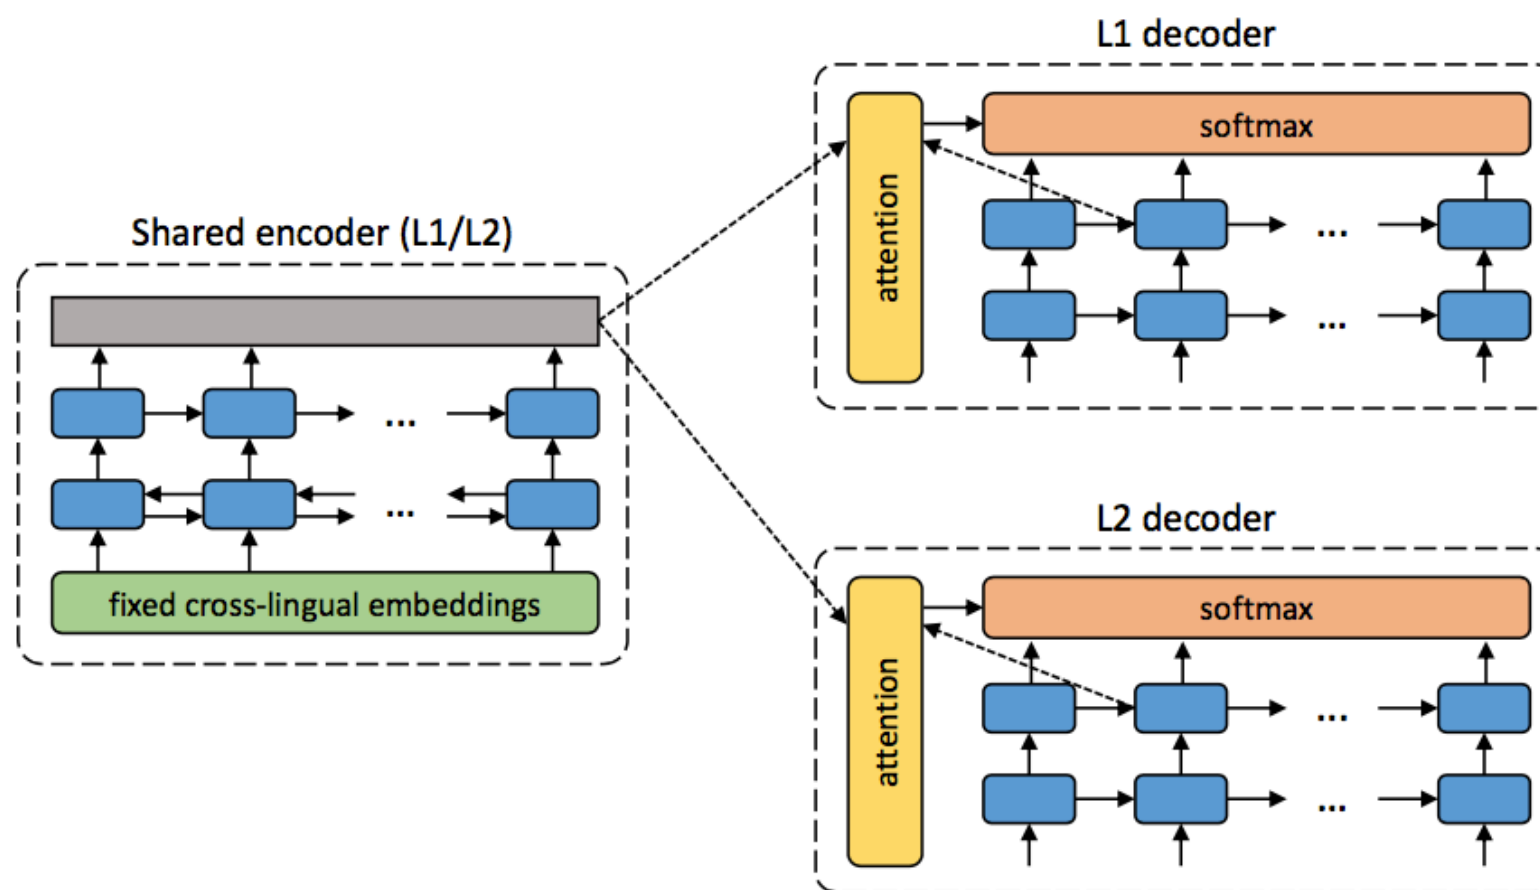 Shared encoder (L1/L2)
...
...
fixed cross-lingual embeddings
L1 decoder
attention
softmax
...
...
L2 decoder
attention
softmax
...
...